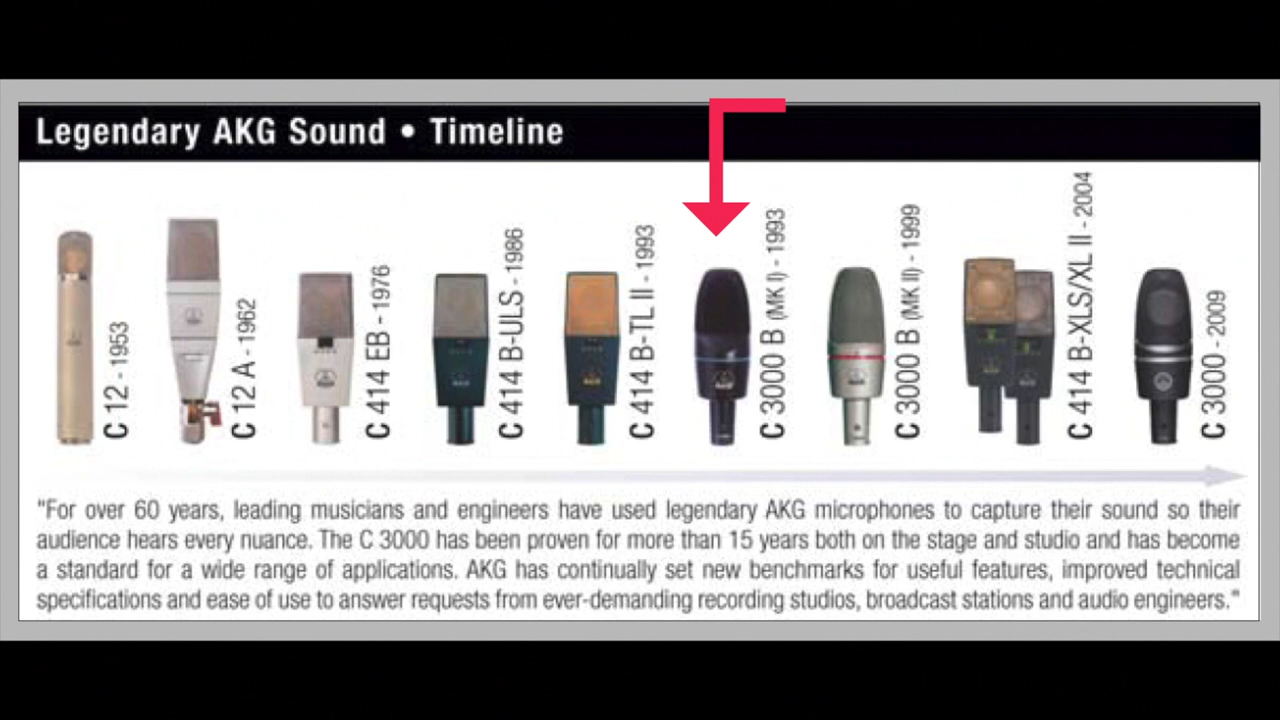 Legendary AKG Sound • Timeline
C 12 - 1953
C 12 A - 1962
C 414 EB - 1976
C 414 B-ULS - 1986
C 414 B-TL II - 1993
C 3000 B (MK I) - 1993
C 3000 B (MK II) - 1999
C 414 B-XLS/XL II - 2004
C 3000 - 2009
"For over 60 years, leading musicians and engineers have used legendary AKG microphones to capture their sound so their
audience hears every nuance. The C 3000 has been proven for more than 15 years both on the stage and studio and has become
a standard for a wide range of applications. AKG has continually set new benchmarks for useful features, improved technical
specifications and ease of use to answer requests from ever-demanding recording studios, broadcast stations and audio engineers."